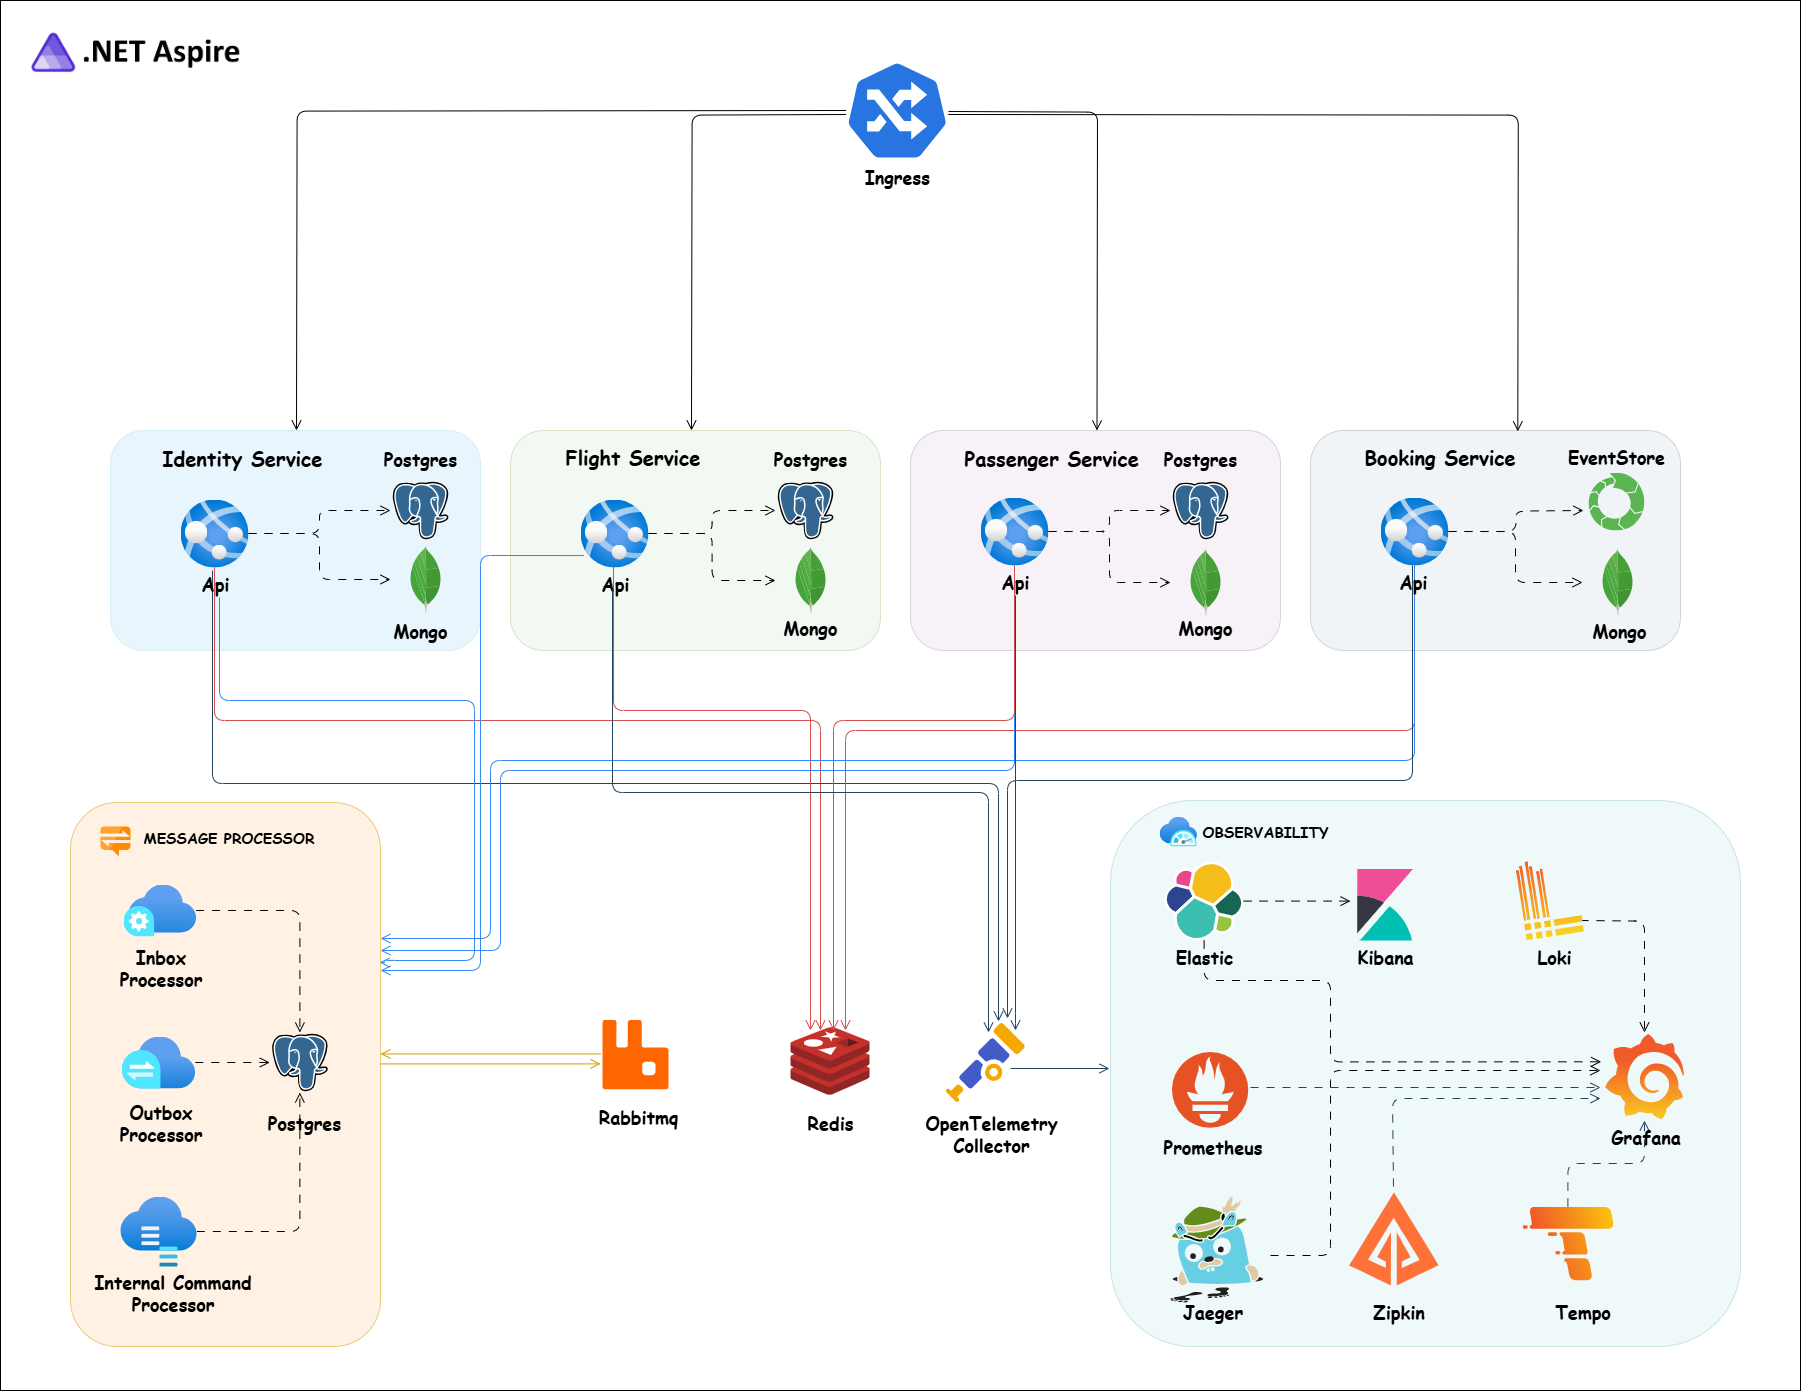 .NET Aspire
Ingress
Identity Service
Postgres
Api
Mongo
Flight Service
Postgres
Api
Mongo
Passenger Service
Postgres
Api
Mongo
Booking Service
EventStore
Api
Mongo
MESSAGE PROCESSOR
Inbox
Processor
Outbox
Processor
Postgres
Internal Command
Processor
Rabbitmq
Redis
OpenTelemetry
Collector
OBSERVABILITY
Elastic
Kibana
Loki
Prometheus
Grafana
Jaeger
Zipkin
Tempo